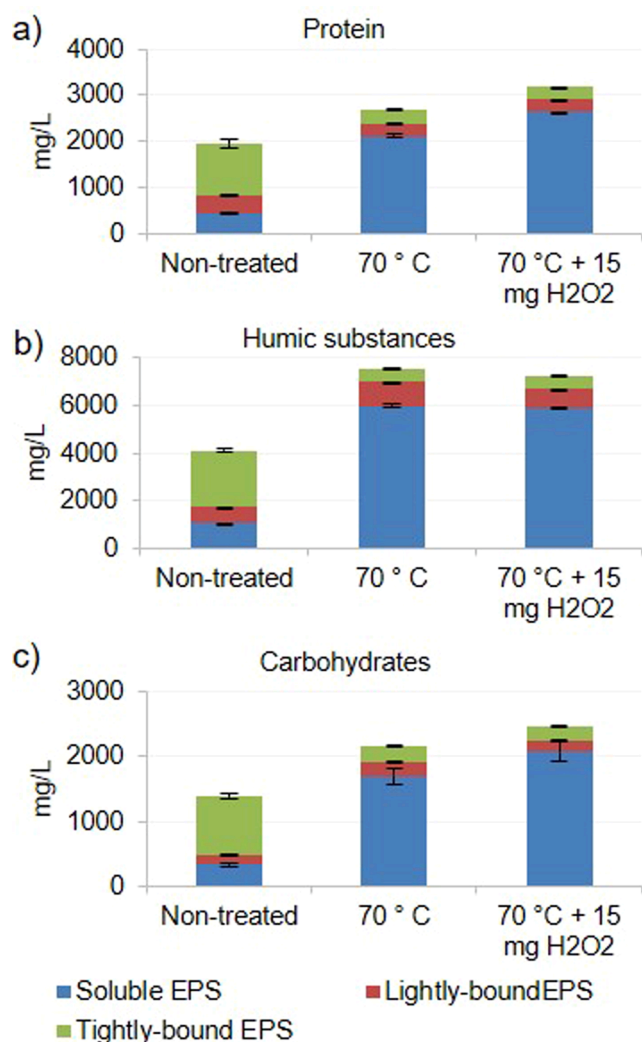 a)
Protein
4000
3000
2000
1000
0
mg/L
Non-treated
70 ° C
70 °C + 15
mg H2O2
b)
Humic substances
8000
6000
4000
2000
0
mg/L
Non-treated
70 ° C
70 °C + 15
mg H2O2
c)
Carbohydrates
3000
2000
1000
0
mg/L
Non-treated
70 ° C
70 °C + 15
mg H2O2
Soluble EPS
Lightly-boundEPS
Tightly-bound EPS